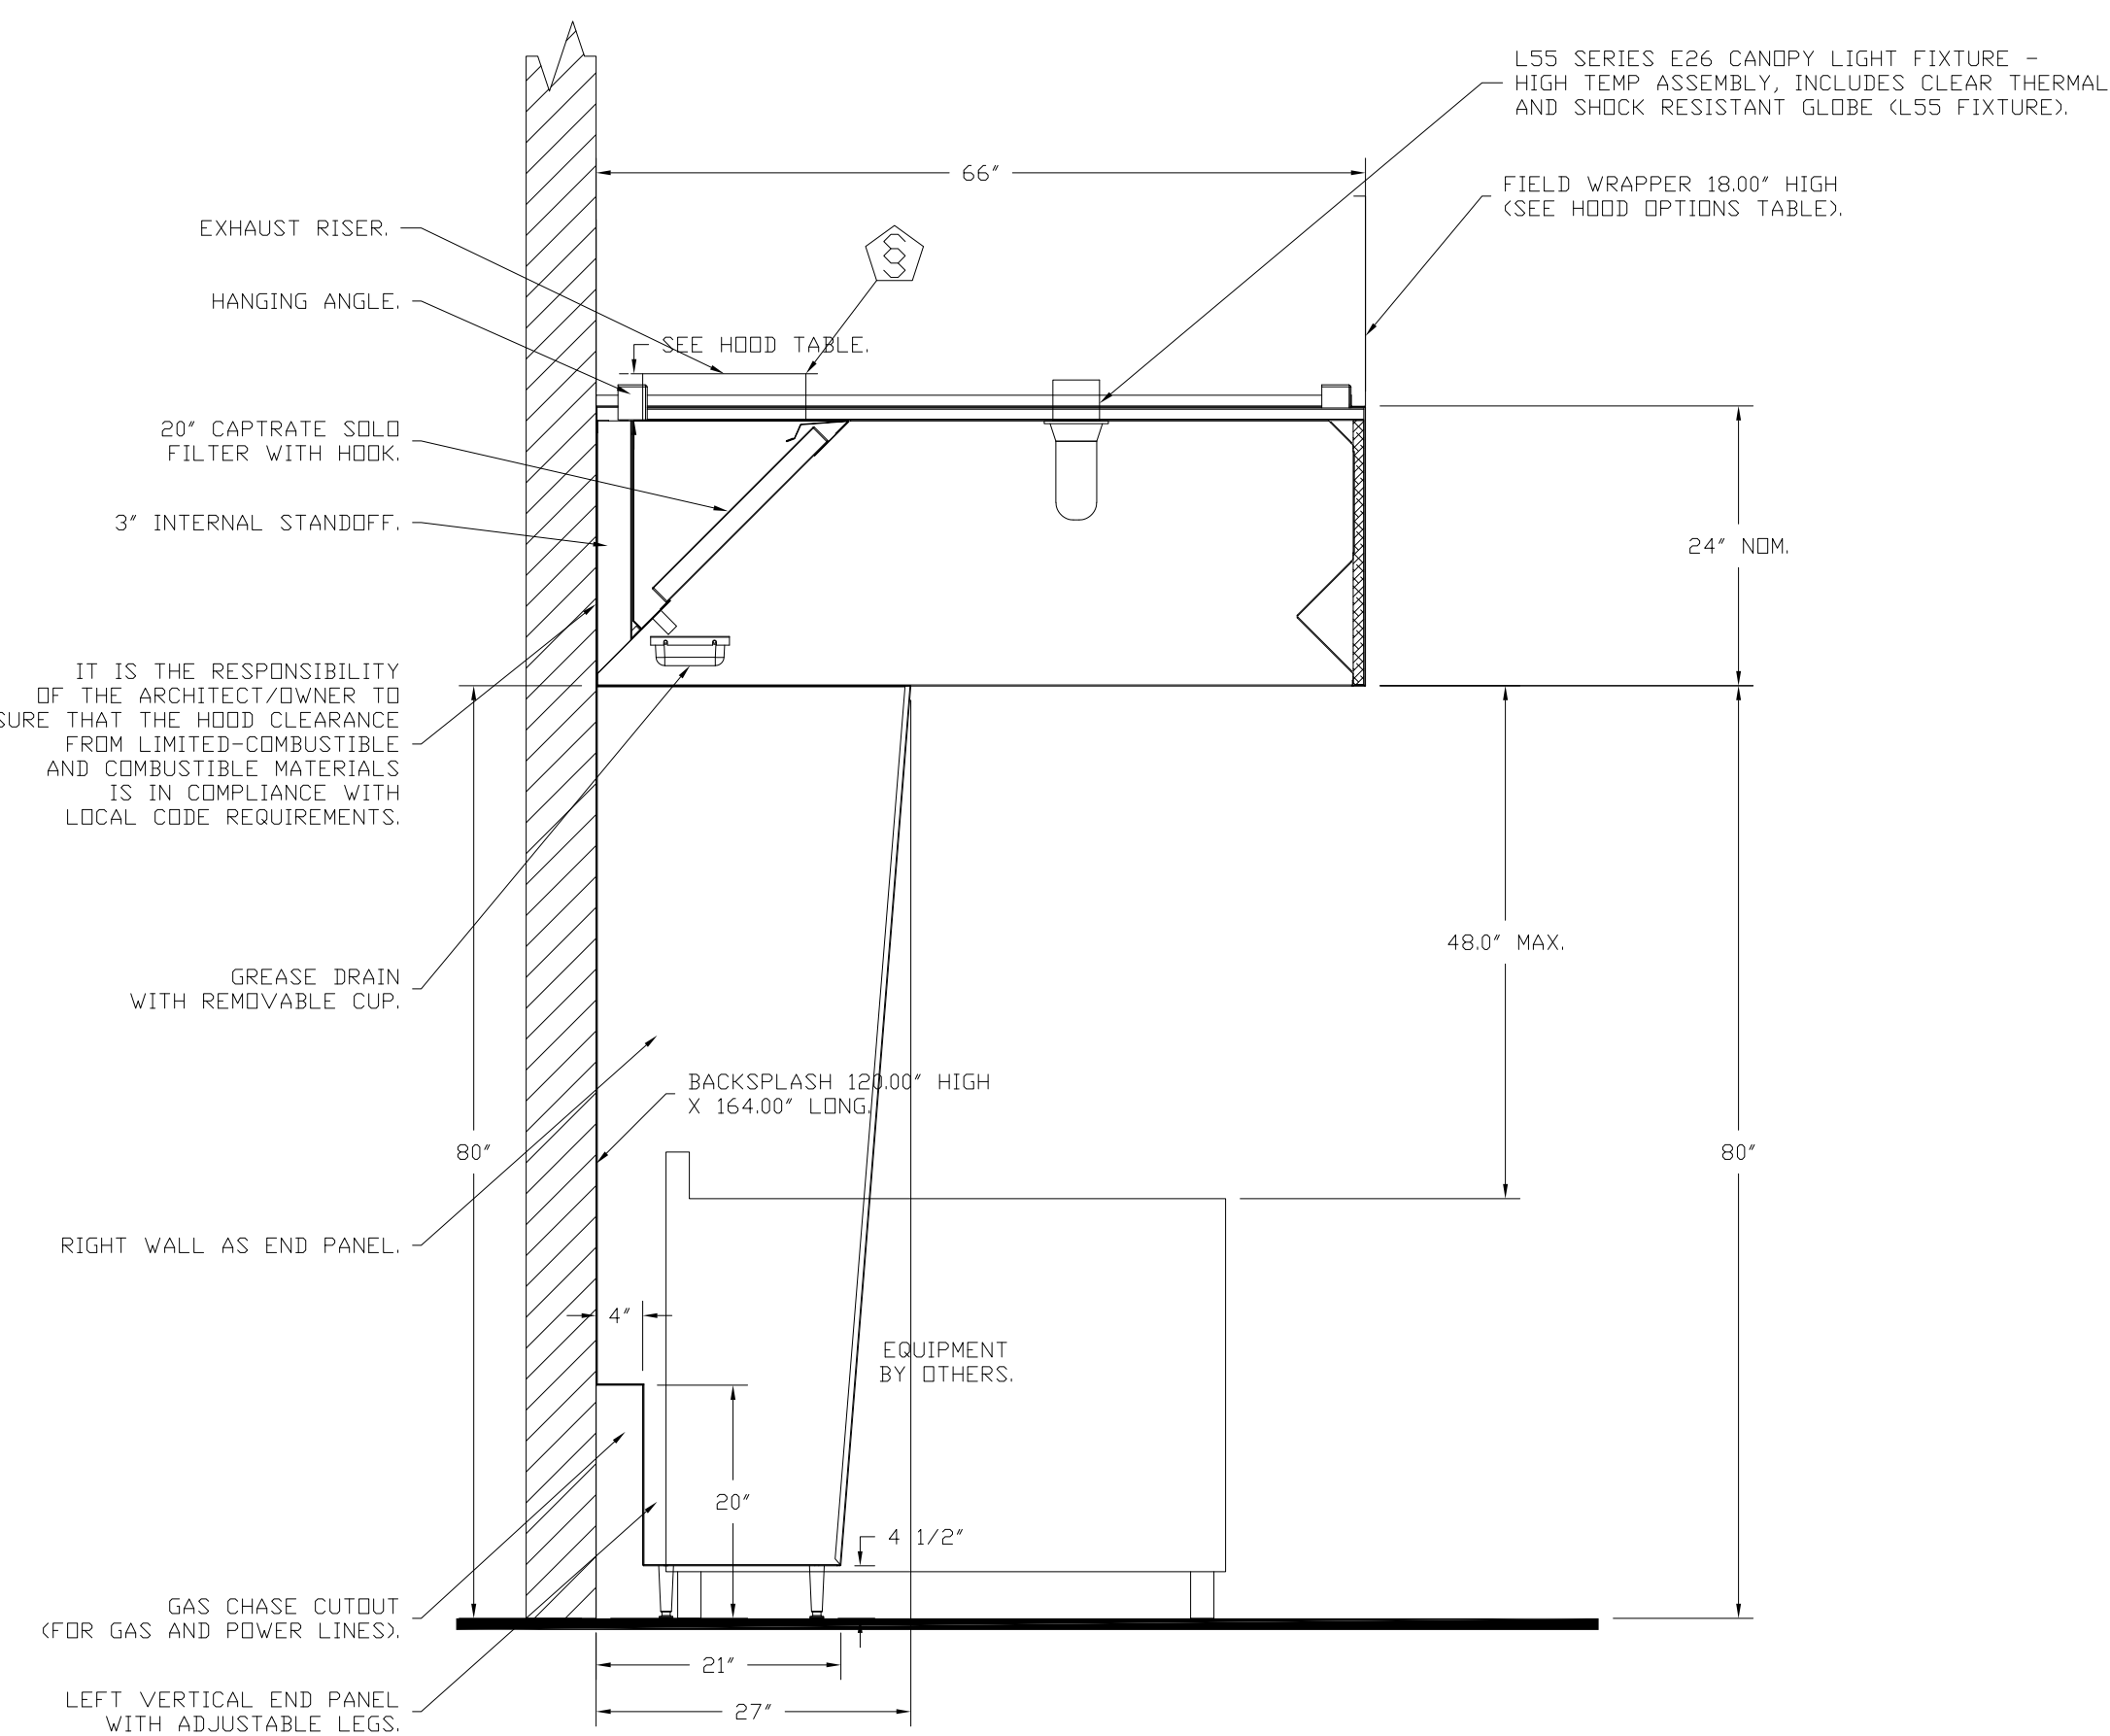 L55 SERIES E26 CANOPY LIGHT FIXTURE -
HIGH TEMP ASSEMBLY, INCLUDES CLEAR THERMAL
AND SHOCK RESISTANT GLOBE (L55 FIXTURE).
66"
FIELD WRAPPER 18.00" HIGH
(SEE HOOD OPTIONS TABLE).
EXHAUST RISER.
HANGING ANGLE.
SEE HOOD TABLE.
20" CAPTRATE SOLO
FILTER WITH HOOK.
3" INTERNAL STANDOFF.
24" NOM.
IT IS THE RESPONSIBILITY
OF THE ARCHITECT/OWNER TO
SURE THAT THE HOOD CLEARANCE
FROM LIMITED-COMBUSTIBLE
AND COMBUSTIBLE MATERIALS
IS IN COMPLIANCE WITH
LOCAL CODE REQUIREMENTS.
48.0" MAX.
GREASE DRAIN
WITH REMOVABLE CUP.
BACKSPLASH 120.00" HIGH
X 164.00" LONG.
80"
80"
RIGHT WALL AS END PANEL.
4"
EQUIPMENT
BY OTHERS.
20"
4 1/2"
GAS CHASE CUTOUT
(FOR GAS AND POWER LINES).
21"
LEFT VERTICAL END PANEL
WITH ADJUSTABLE LEGS.
27"